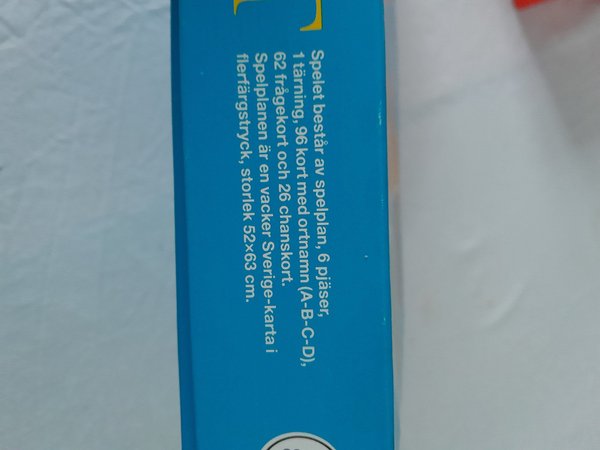 Spelet består av spelplan, 6 pjäser,
1 tärning, 96 kort med ortnamn (A-B-C-D),
62 frågekort och 26 chanskort.
Spelplanen är en vacker Sverige-karta i
flerfärgstryck, storlek 52×63 cm.